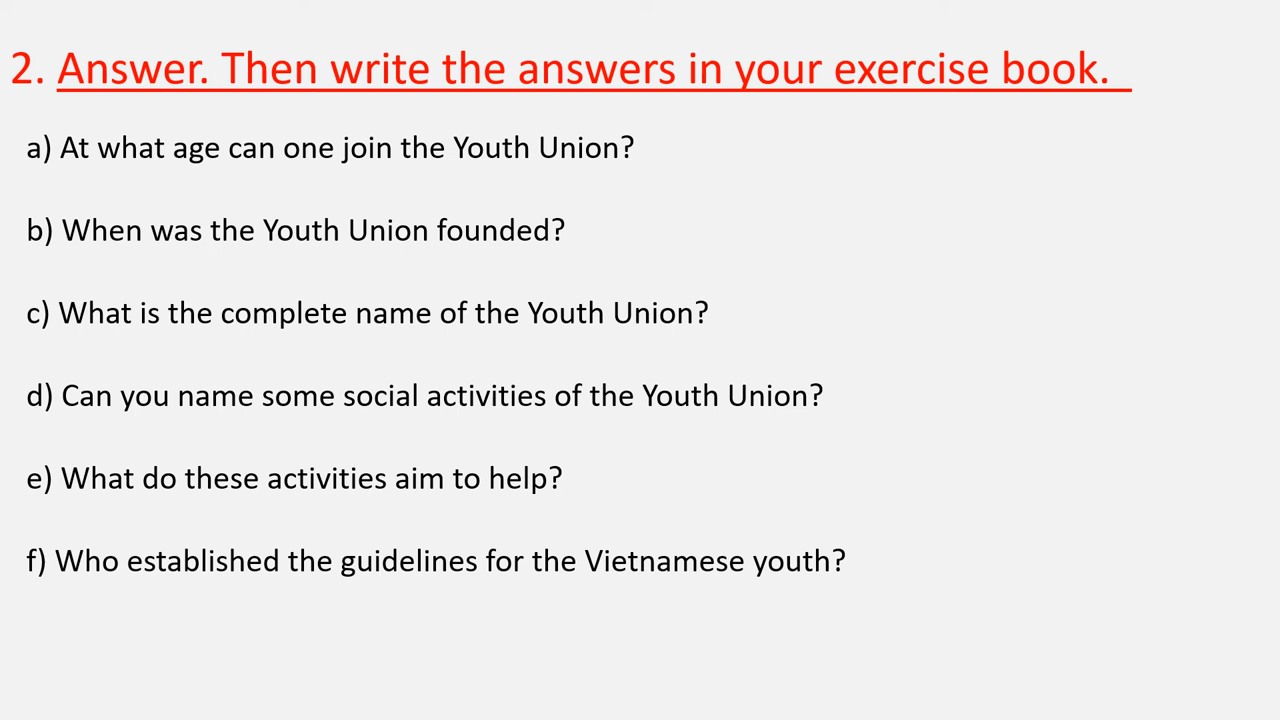 2. Answer. Then write the answers in your exercise book.
a) At what age can one join the Youth Union?
b) When was the Youth Union founded?
c) What is the complete name of the Youth Union?
d) Can you name some social activities of the Youth Union?
e) What do these activities aim to help?
f) Who established the guidelines for the Vietnamese youth?